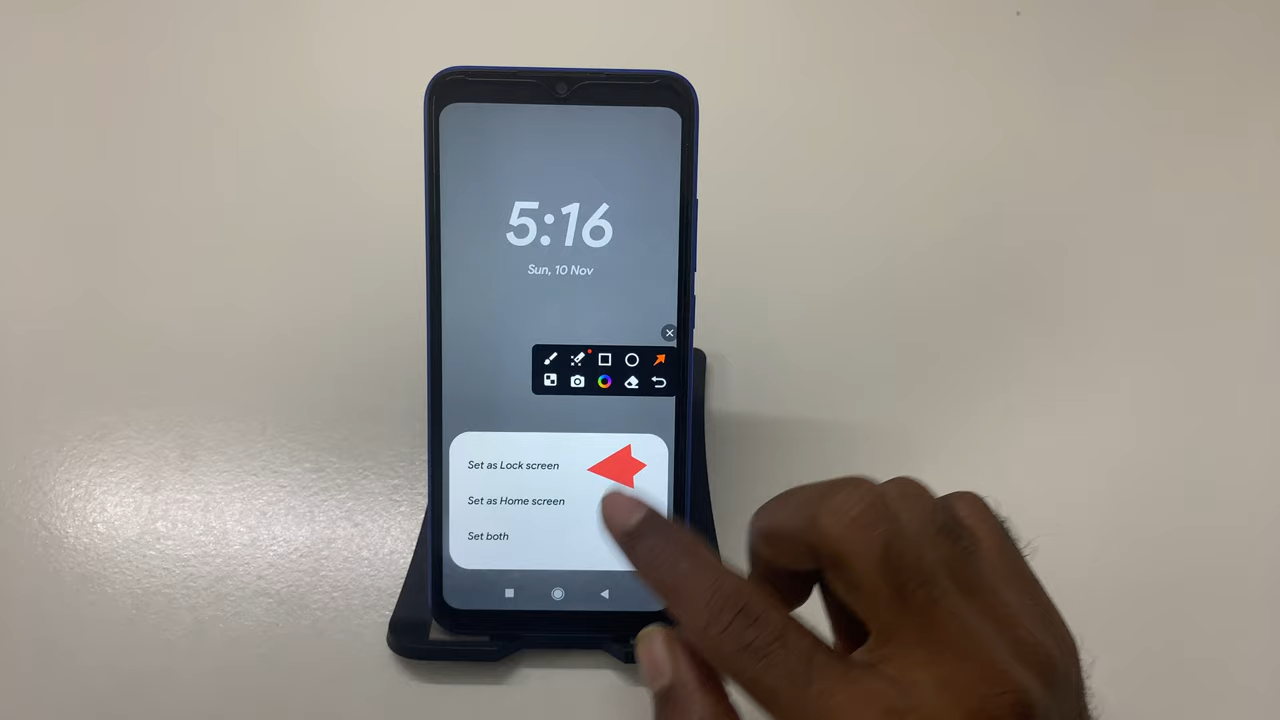 5:16
Sun, 10 Nov
Set as Lock screen
Set as Home screen
Set both